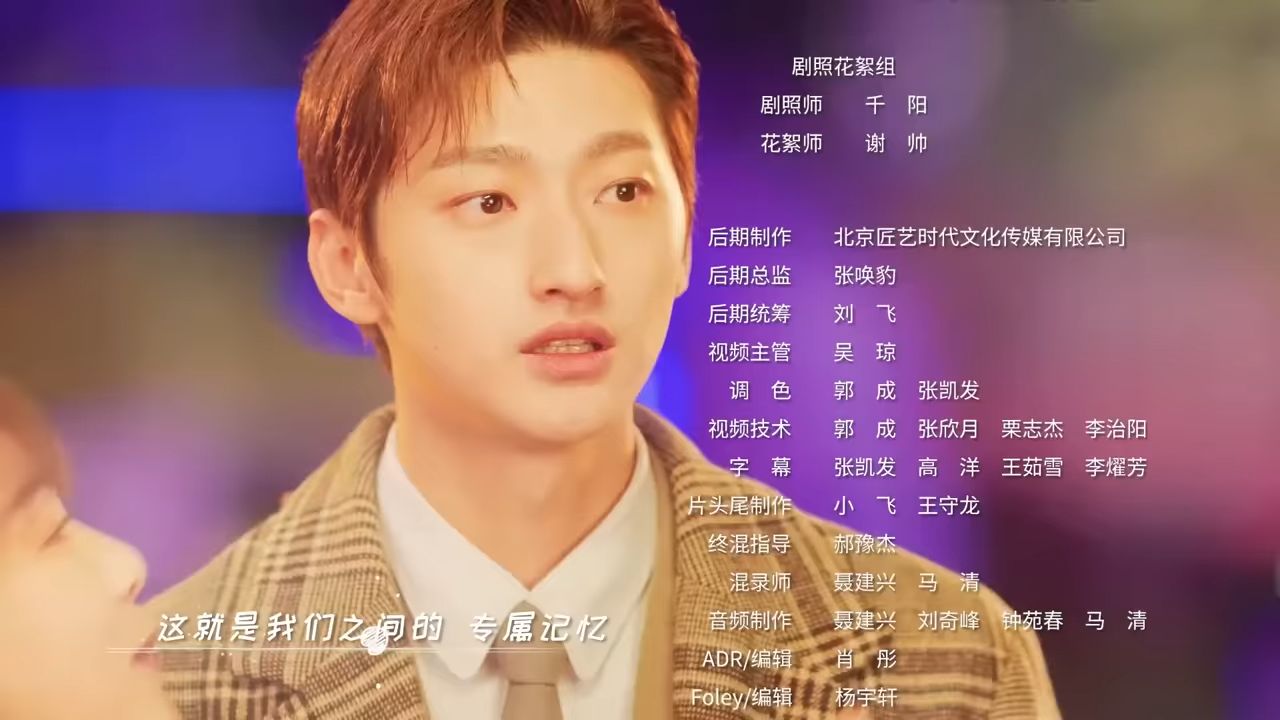 剧照花絮组
剧照师 千 阳
花絮师 谢 帅
后期制作 北京匠艺时代文化传媒有限公司
后期总监 张唤豹
后期统筹 刘 飞
视频主管 吴 琼
调 色 郭 成 张凯发
视频技术 郭 成 张欣月 栗志杰 李治阳
字 幕 张凯发 高 洋 王茹雪 李燿芳
片头尾制作 小 飞 王守龙
终混指导 郝豫杰
混录师 聂建兴 马 清
音频制作 聂建兴 刘奇峰 钟苑春 马 清
ADR/编辑 肖 彤
Foley/编辑 杨宇轩
这就是我们之间的 专属记忆